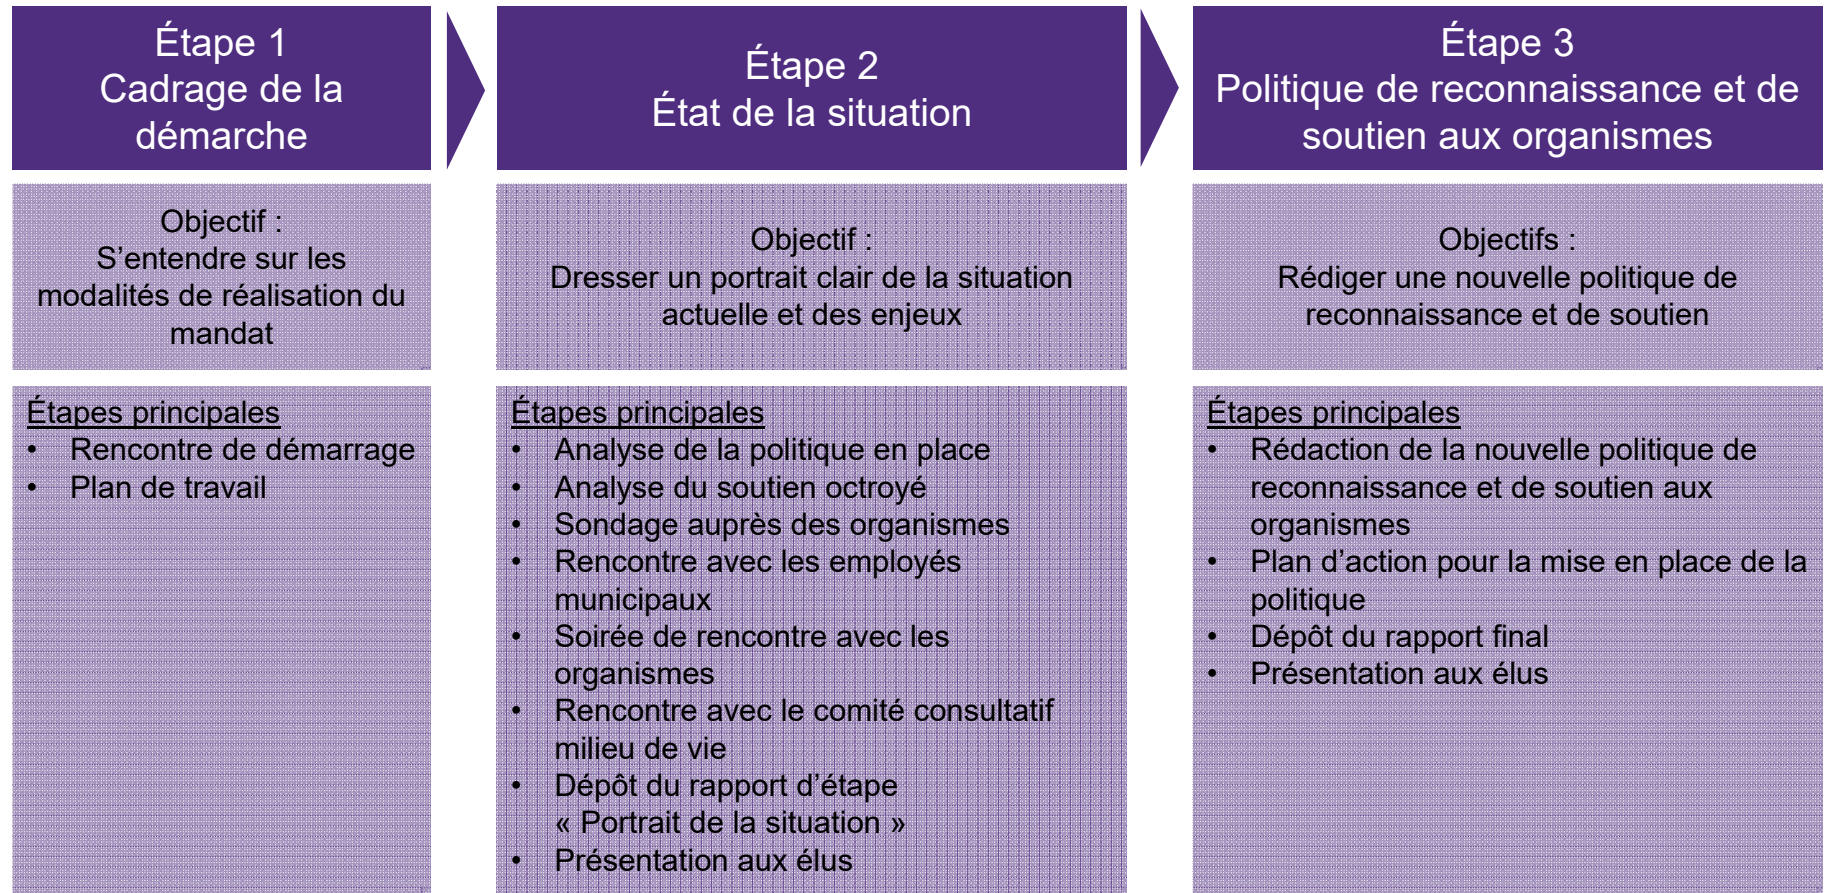 Étape 1
Cadrage de la
démarche
Étape 2
État de la situation
Étape 3
Politique de reconnaissance et de
soutien aux organismes
Objectif :
S’entendre sur les
modalités de réalisation du
mandat
Objectif :
Dresser un portrait clair de la situation
actuelle et des enjeux
Objectifs :
Rédiger une nouvelle politique de
reconnaissance et de soutien
Étapes principales
• Rencontre de démarrage
• Plan de travail
Étapes principales
• Analyse de la politique en place
• Analyse du soutien octroyé
• Sondage auprès des organismes
• Rencontre avec les employés
municipaux
• Soirée de rencontre avec les
organismes
• Rencontre avec le comité consultatif
milieu de vie
• Dépôt du rapport d’étape
« Portrait de la situation »
• Présentation aux élus
Étapes principales
• Rédaction de la nouvelle politique de
reconnaissance et de soutien aux
organismes
• Plan d’action pour la mise en place de la
politique
• Dépôt du rapport final
• Présentation aux élus